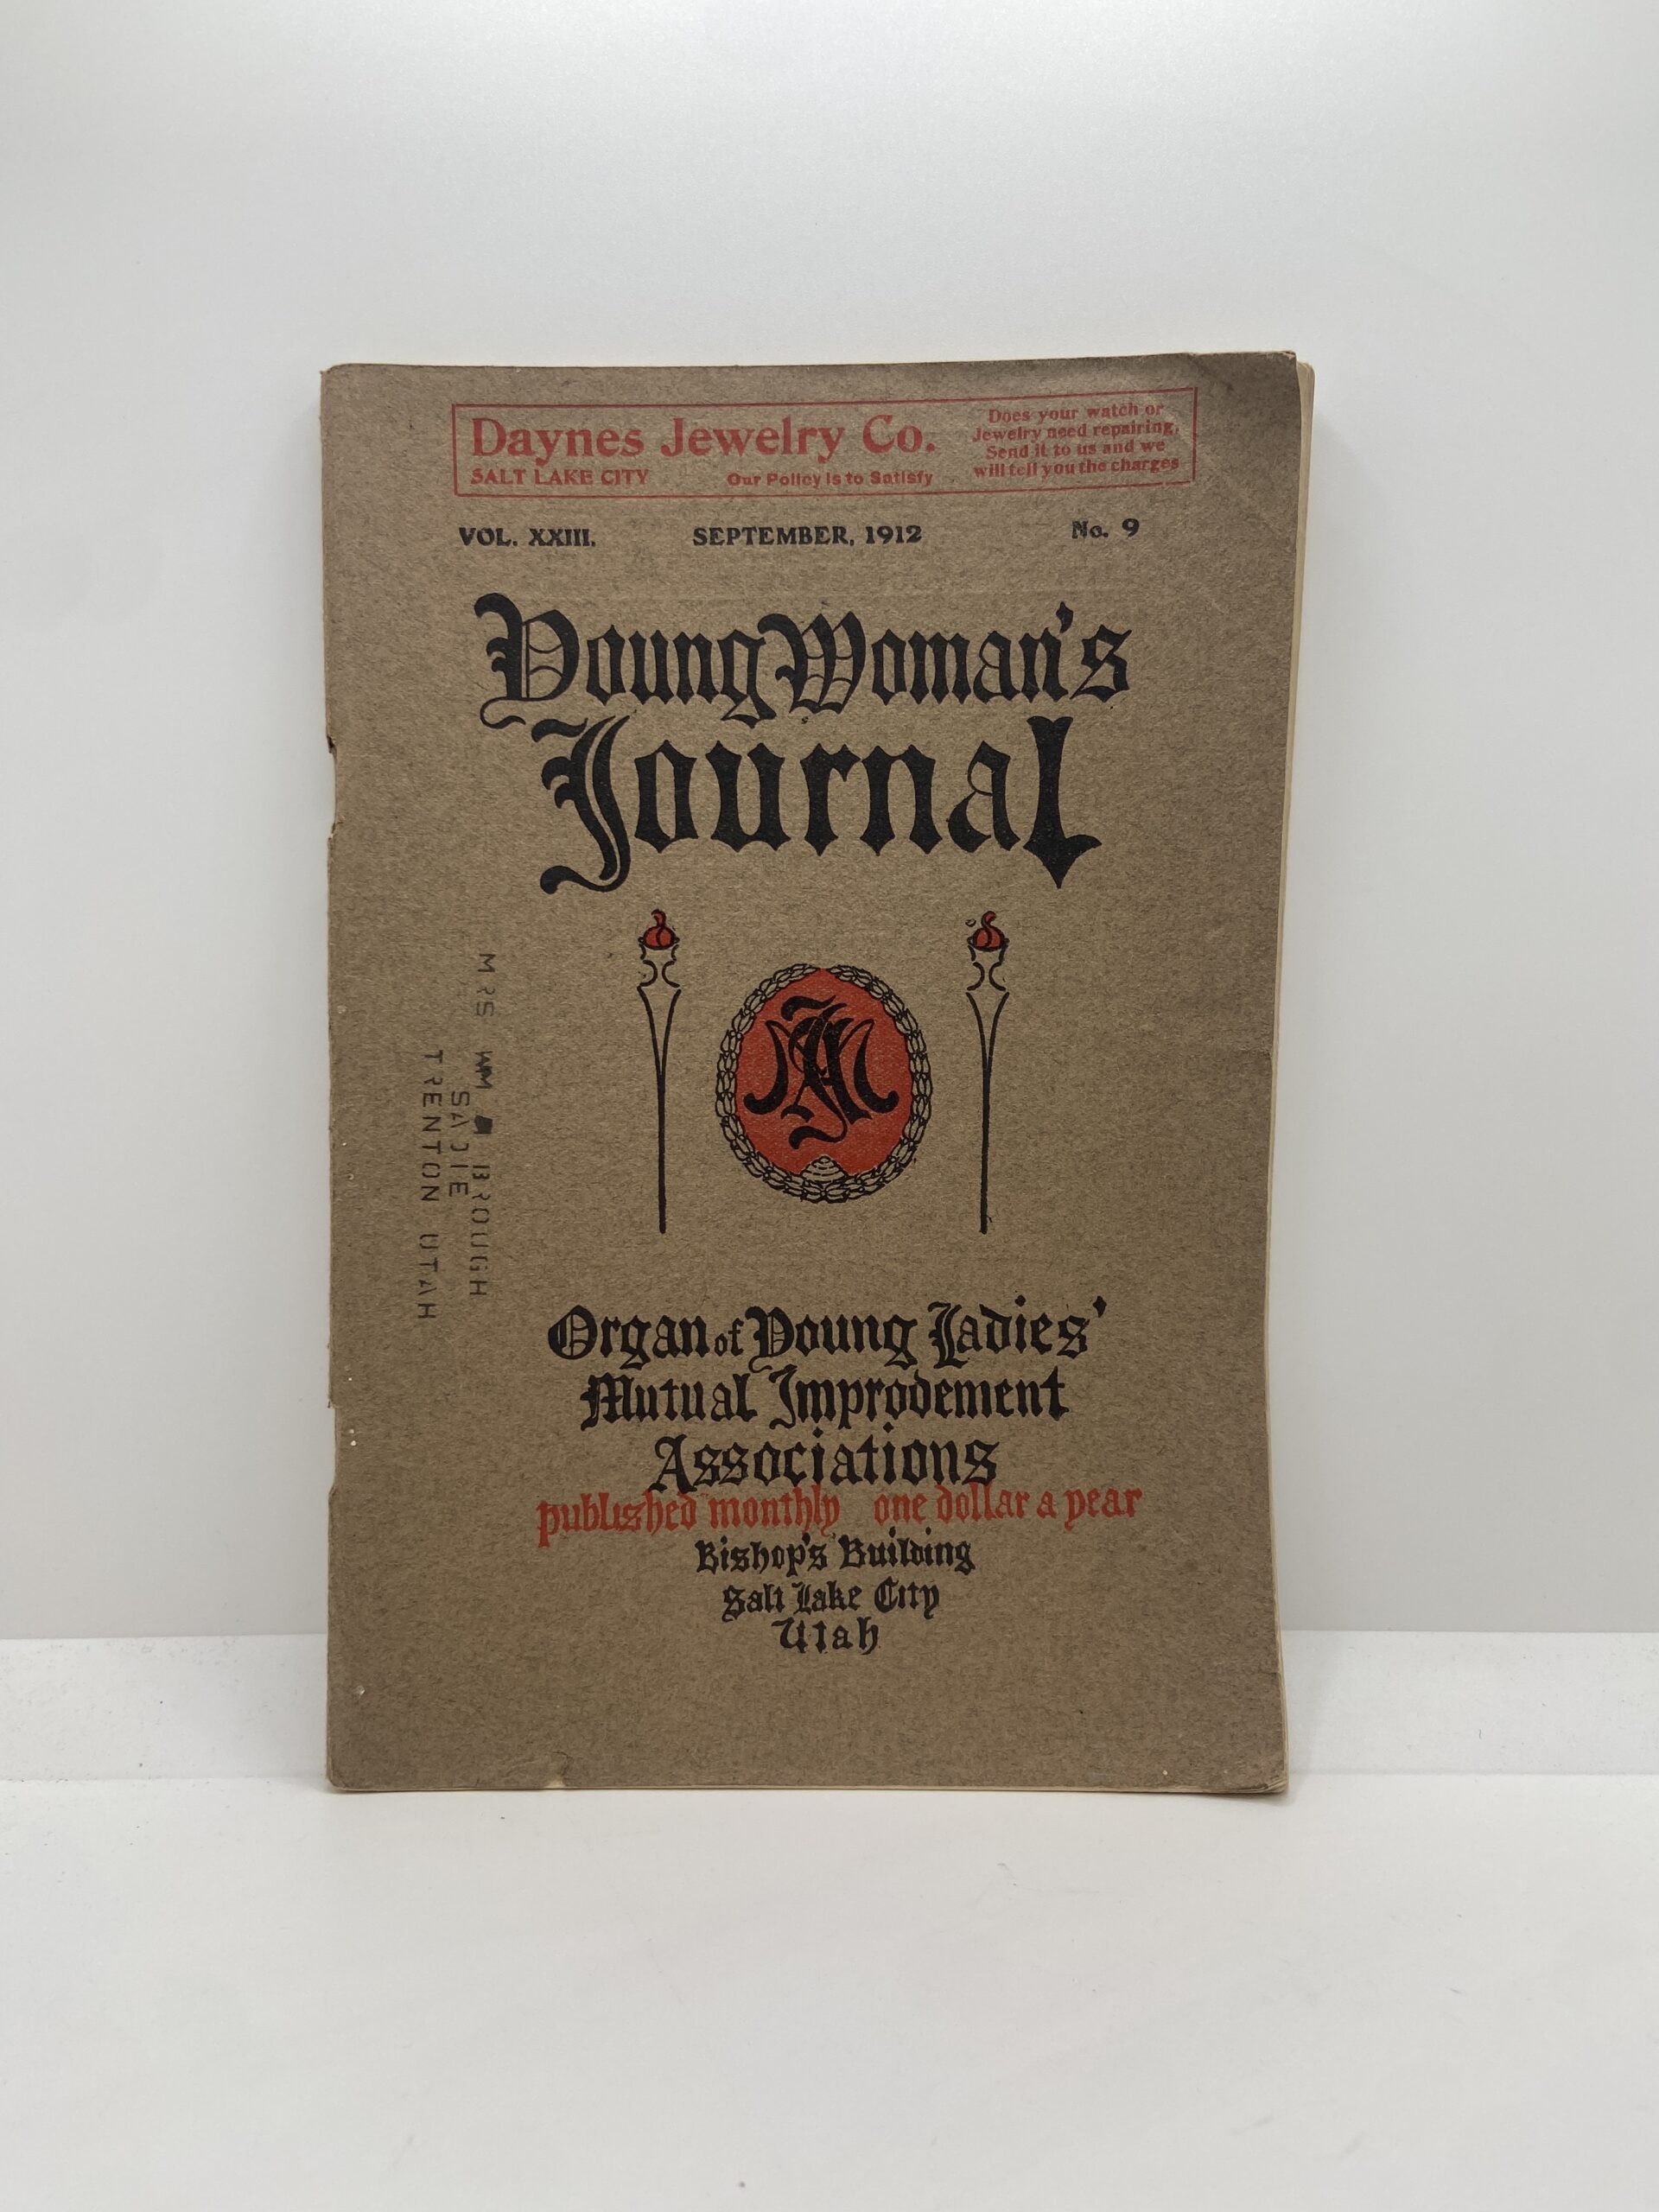 Daynes Jewelry Co.
SALT LAKE CITY Our Policy is to Satisfy
Does your watch or
Jewelry need repairing,
Send it to us and we
will tell you the charges
VOL. XXIII. SEPTEMBER, 1912 No. 9
Young Woman's
Journal
MRS WM BROUGH
SADIE
TRENTON UTAH
Organ of Young Ladies'
Mutual Improvement
Associations
published monthly one dollar a year
Bishop's Building
Salt Lake City
Utah